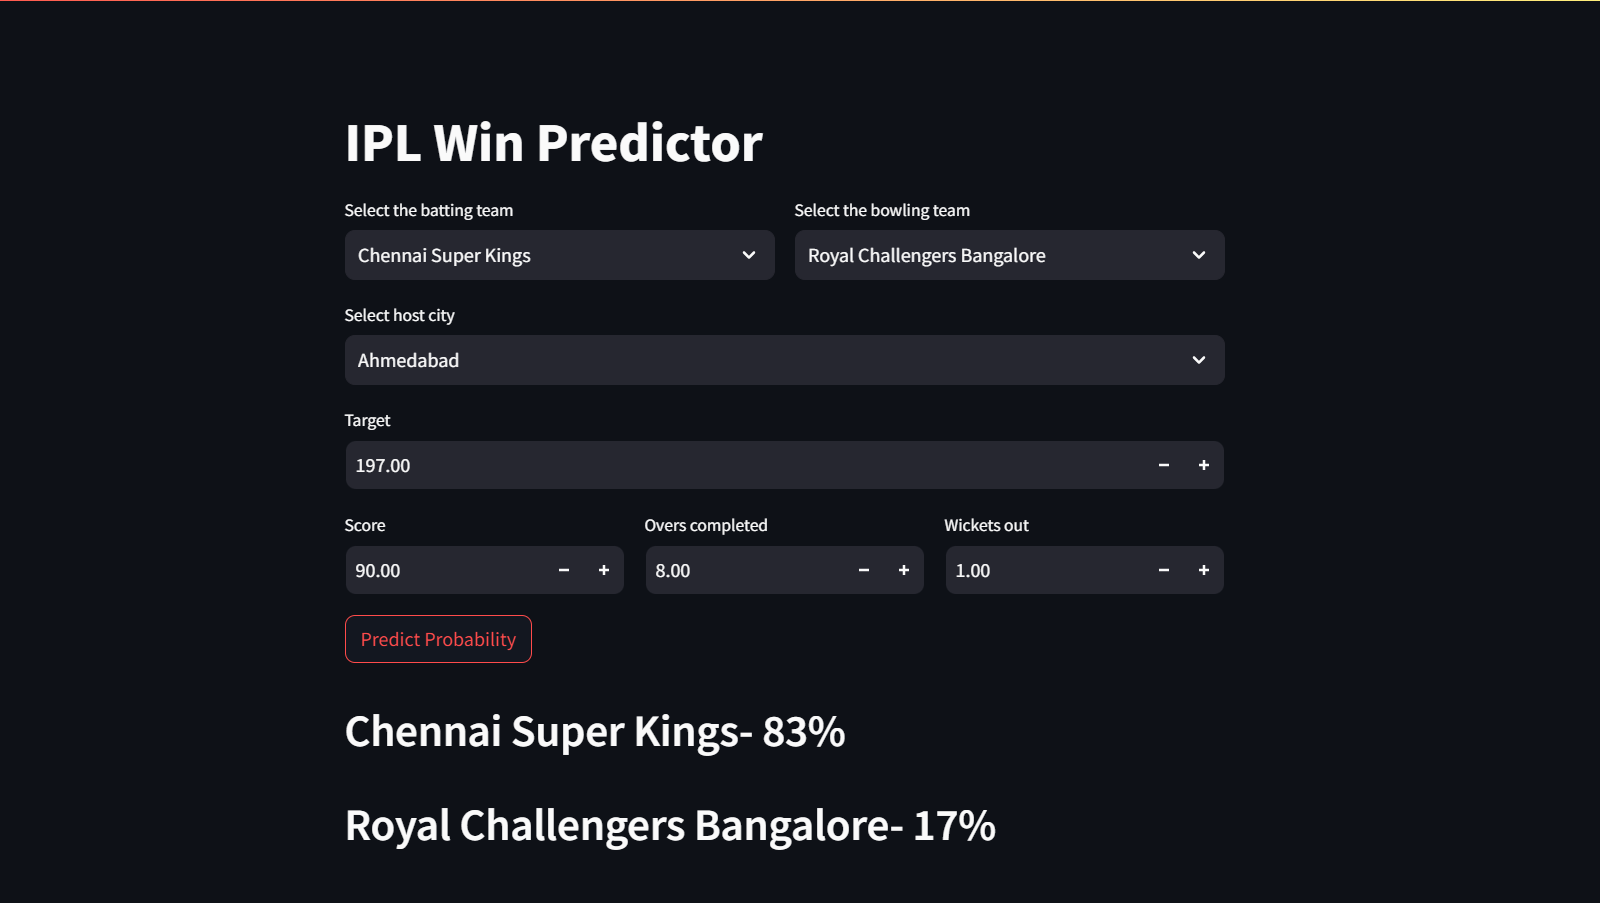 IPL Win Predictor
Select the batting team Select the bowling team
Chennai Super Kings Royal Challengers Bangalore
Select host city
Ahmedabad
Target
197.00 − +
Score Overs completed Wickets out
90.00 − + 8.00 − + 1.00 − +
Predict Probability
Chennai Super Kings- 83%
Royal Challengers Bangalore- 17%